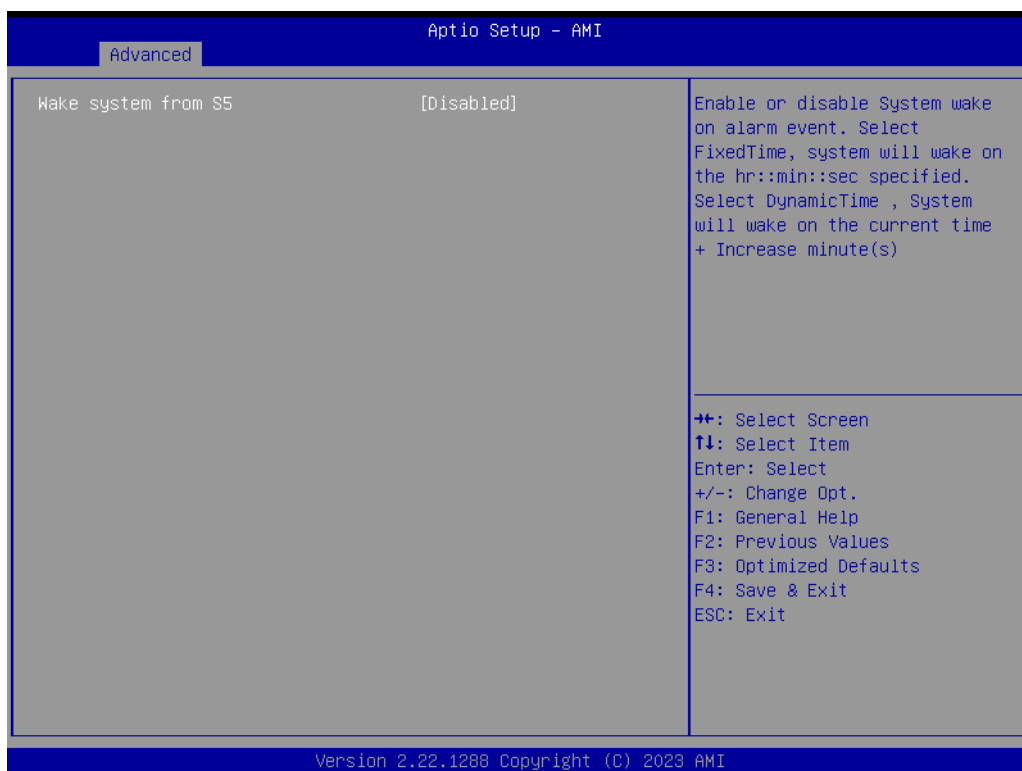 Aptio Setup – AMI
Advanced
Wake system from S5 [Disabled]
Enable or disable System wake
on alarm event. Select
FixedTime, system will wake on
the hr::min::sec specified.
Select DynamicTime , System
will wake on the current time
+ Increase minute(s)
→←: Select Screen
↑↓: Select Item
Enter: Select
+/-: Change Opt.
F1: General Help
F2: Previous Values
F3: Optimized Defaults
F4: Save & Exit
ESC: Exit
Version 2.22.1288 Copyright (C) 2023 AMI